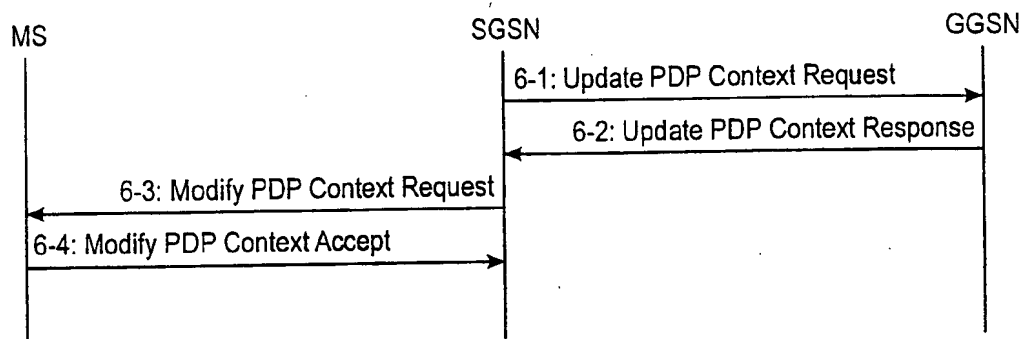 MS
SGSN
GGSN
6-1: Update PDP Context Request
6-2: Update PDP Context Response
6-3: Modify PDP Context Request
6-4: Modify PDP Context Accept